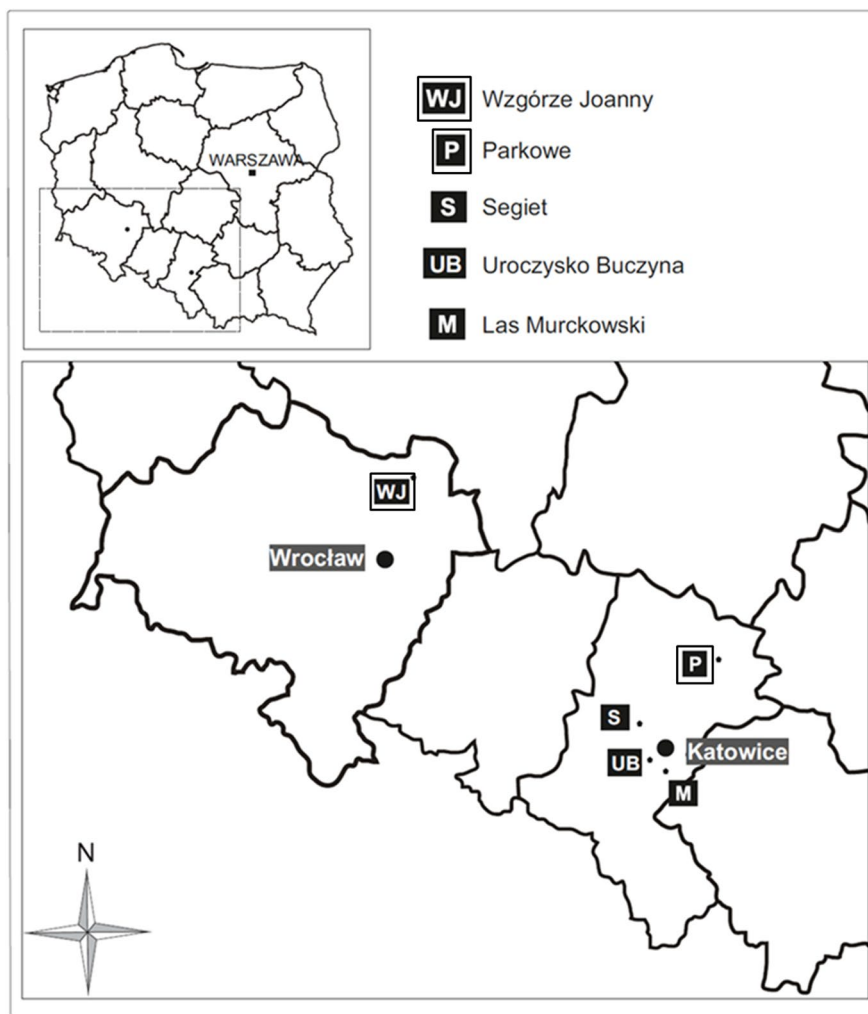 WARSZAWA
WJ Wzgórze Joanny
P Parkowe
S Segiet
UB Uroczysko Buczyna
M Las Murckowski
WJ
Wrocław
P
S
Katowice
UB
M
N